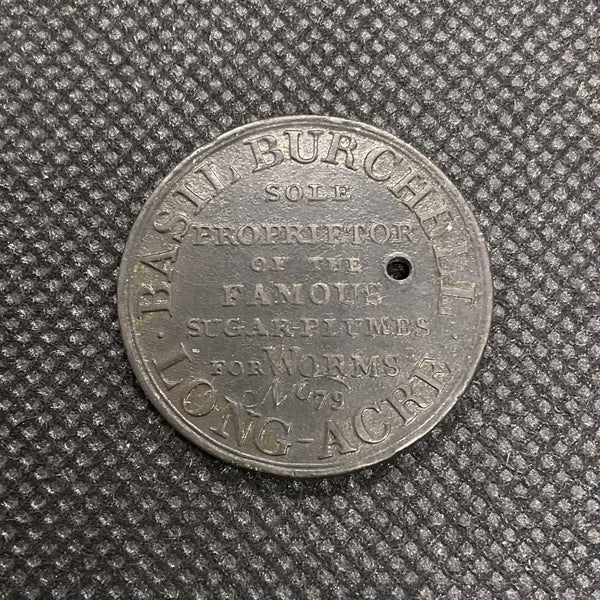 BASIL BURCHELL
SOLE
PROPRIETOR
OF THE
FAMOUS
SUGAR-PLUMBS
FOR WORMS
No 79
LONG-ACRE